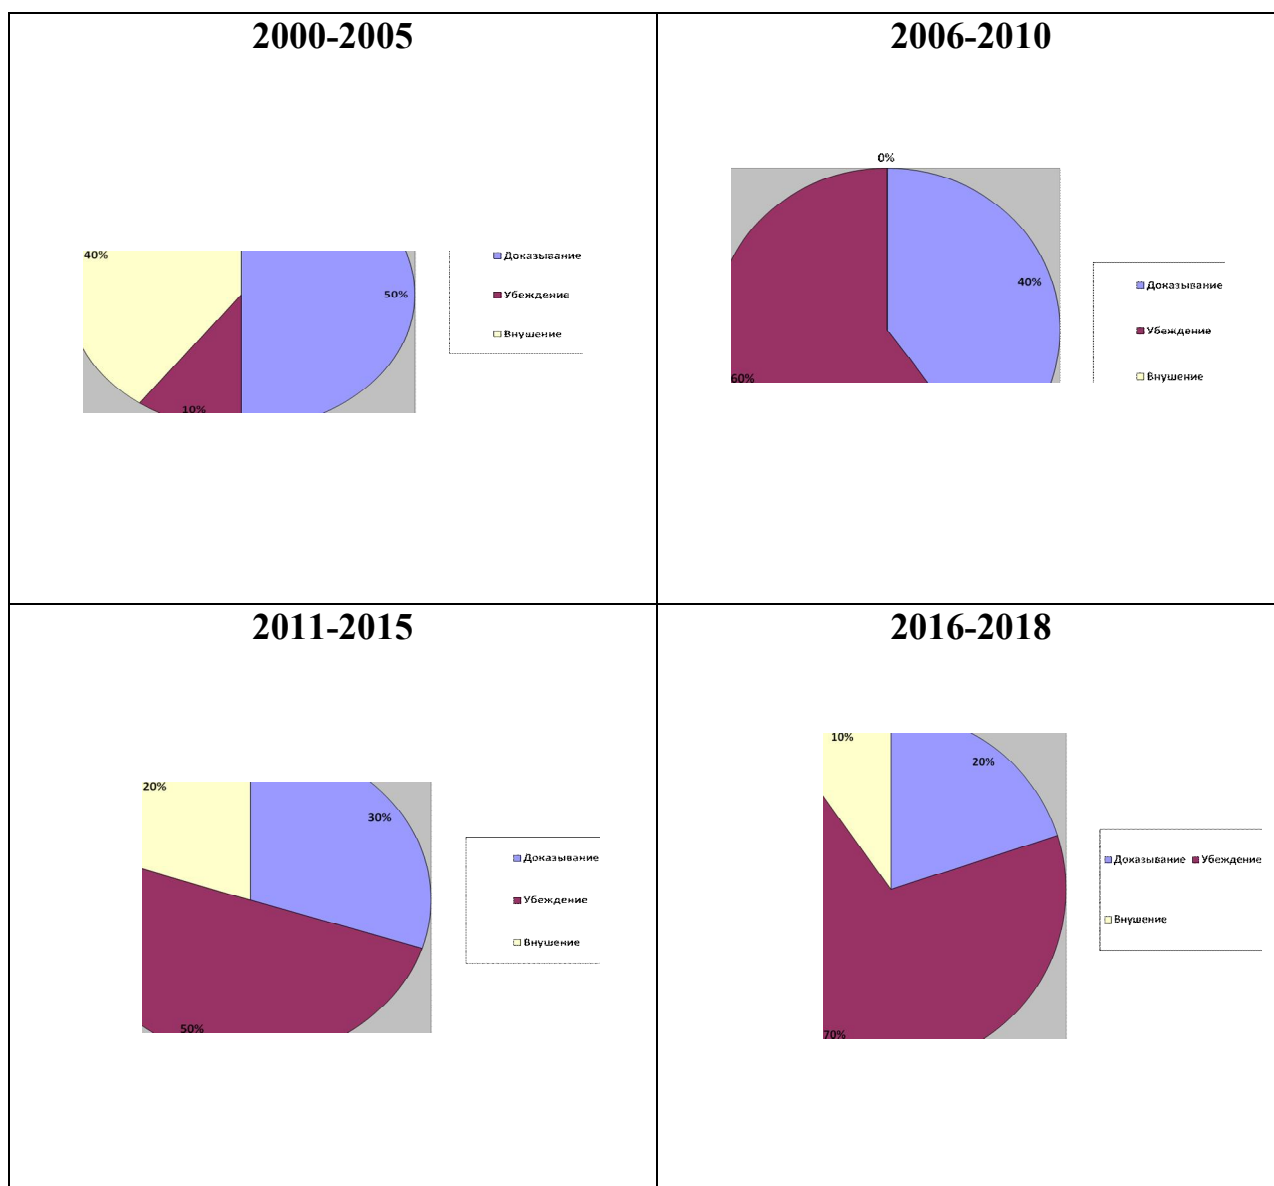 2000-2005
40%
50%
10%
Доказывание
Убеждение
Внушение
2006-2010
0%
40%
60%
Доказывание
Убеждение
Внушение
2011-2015
20%
30%
50%
Доказывание
Убеждение
Внушение
2016-2018
10%
20%
70%
Доказывание Убеждение
Внушение